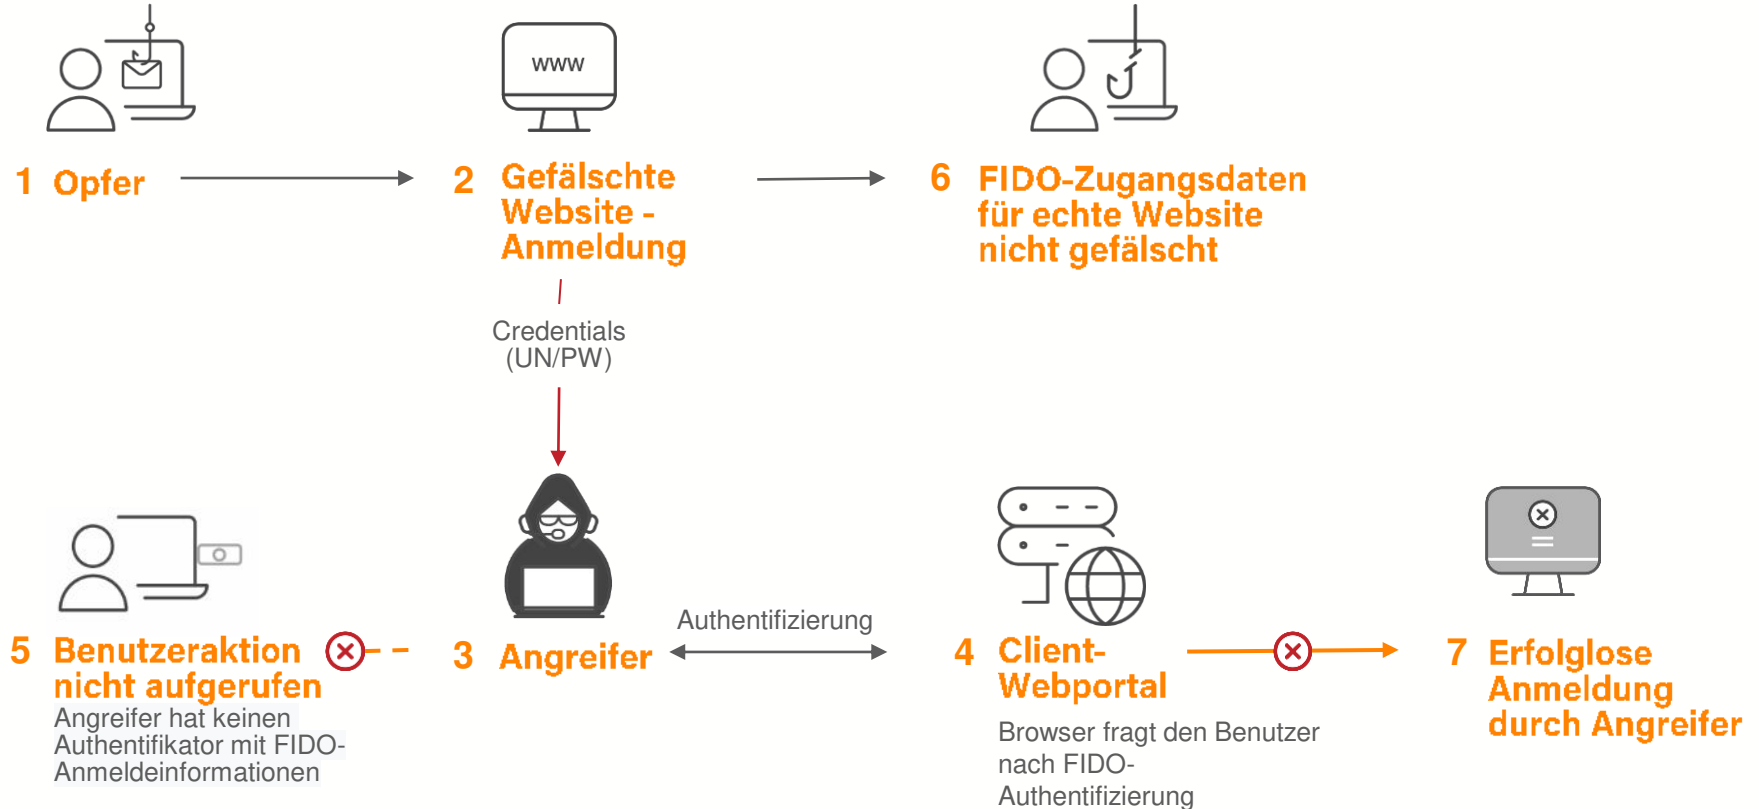 www
1 Opfer
2 Gefälschte
Website -
Anmeldung
6 FIDO-Zugangsdaten
für echte Website
nicht gefälscht
Credentials
(UN/PW)
5 Benutzeraktion
nicht aufgerufen
Angreifer hat keinen
Authentifikator mit FIDO-
Anmeldeinformationen
3 Angreifer
Authentifizierung
4 Client-
Webportal
Browser fragt den Benutzer
nach FIDO-
Authentifizierung
7 Erfolglose
Anmeldung
durch Angreifer